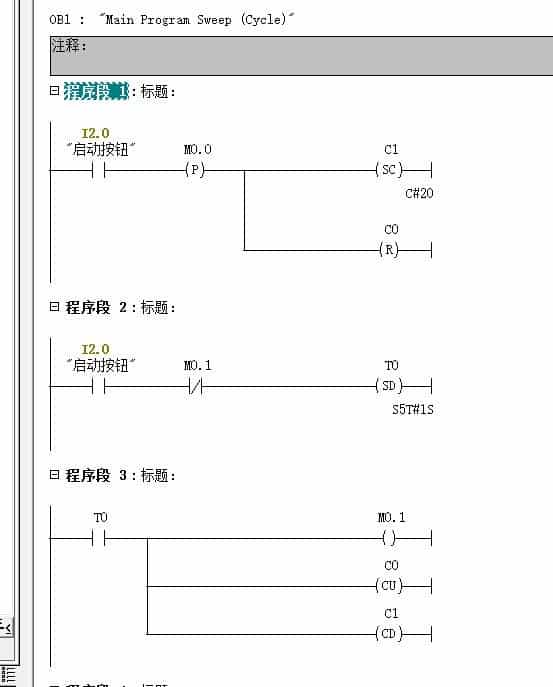 OB1 : "Main Program Sweep (Cycle)"
注释:
程序段 1:标题:
I2.0
"启动按钮" M0.0 C1
(P) (SC)
C#20
C0
(R)
程序段 2:标题:
I2.0
"启动按钮" M0.1 T0
(SD)
S5T#1S
程序段 3:标题:
T0 M0.1
( )
C0
(CU)
C1
(CD)